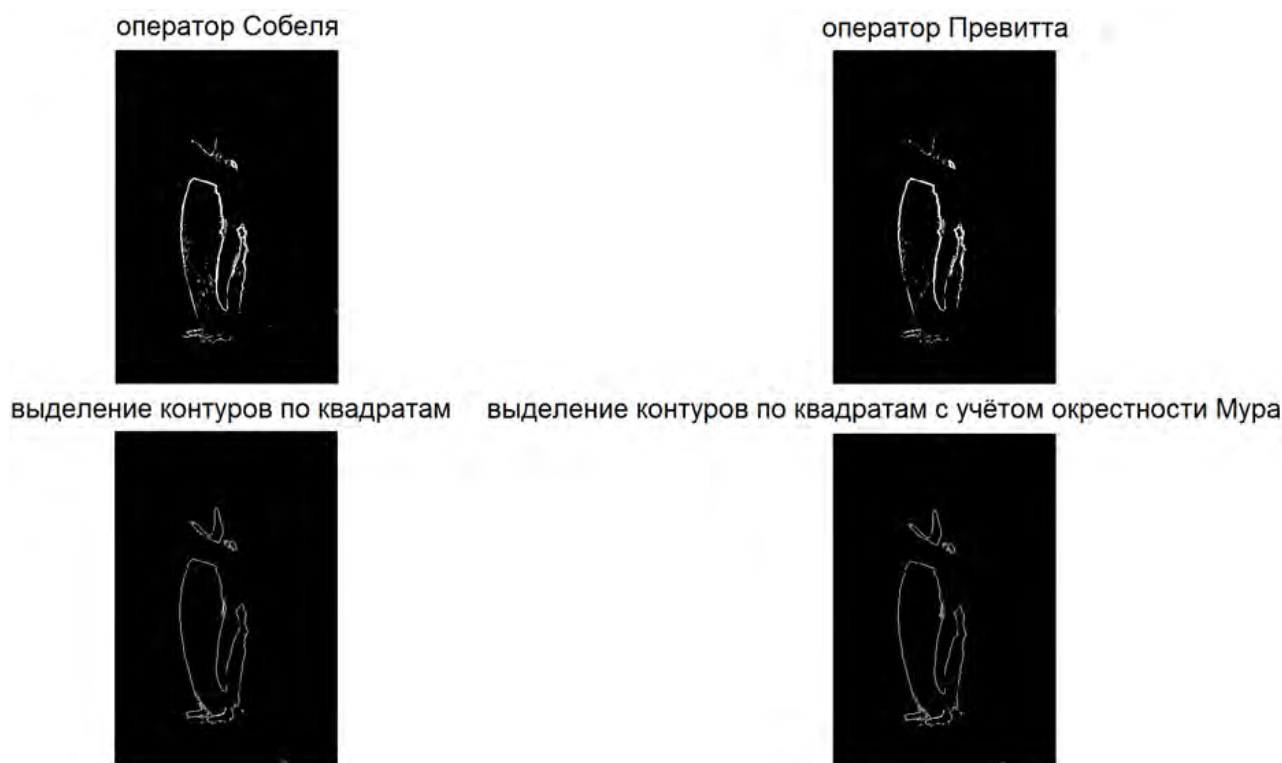 оператор Собеля
оператор Превитта
выделение контуров по квадратам
выделение контуров по квадратам с учётом окрестности Мура